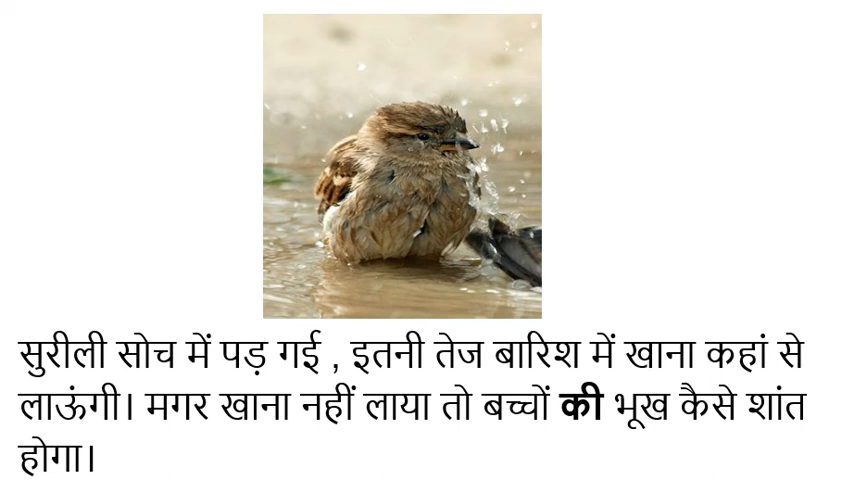 सुरीली सोच में पड़ गई , इतनी तेज बारिश में खाना कहां से
लाऊंगी। मगर खाना नहीं लाया तो बच्चों की भूख कैसे शांत
होगा।